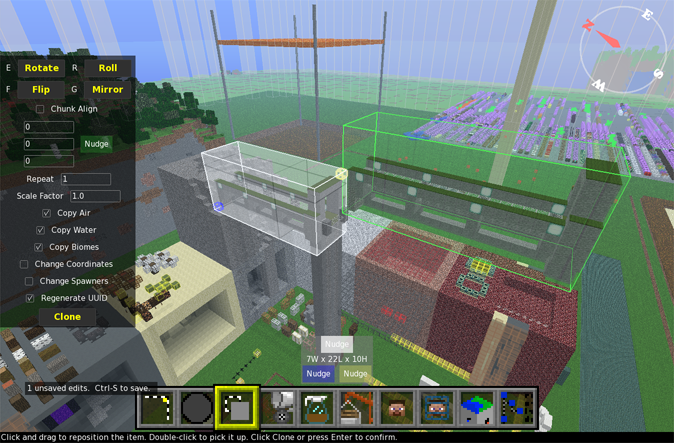 E Rotate R Roll
F Flip G Mirror
Chunk Align
0
0 Nudge
0
Repeat 1
Scale Factor 1.0
Copy Air
Copy Water
Copy Biomes
Change Coordinates
Change Spawners
Regenerate UUID
Clone
1 unsaved edits. Ctrl-S to save.
Nudge
7W x 22L x 10H
Nudge Nudge
Click and drag to reposition the item. Double-click to pick it up. Click Clone or press Enter to confirm.
Z
E
S
W